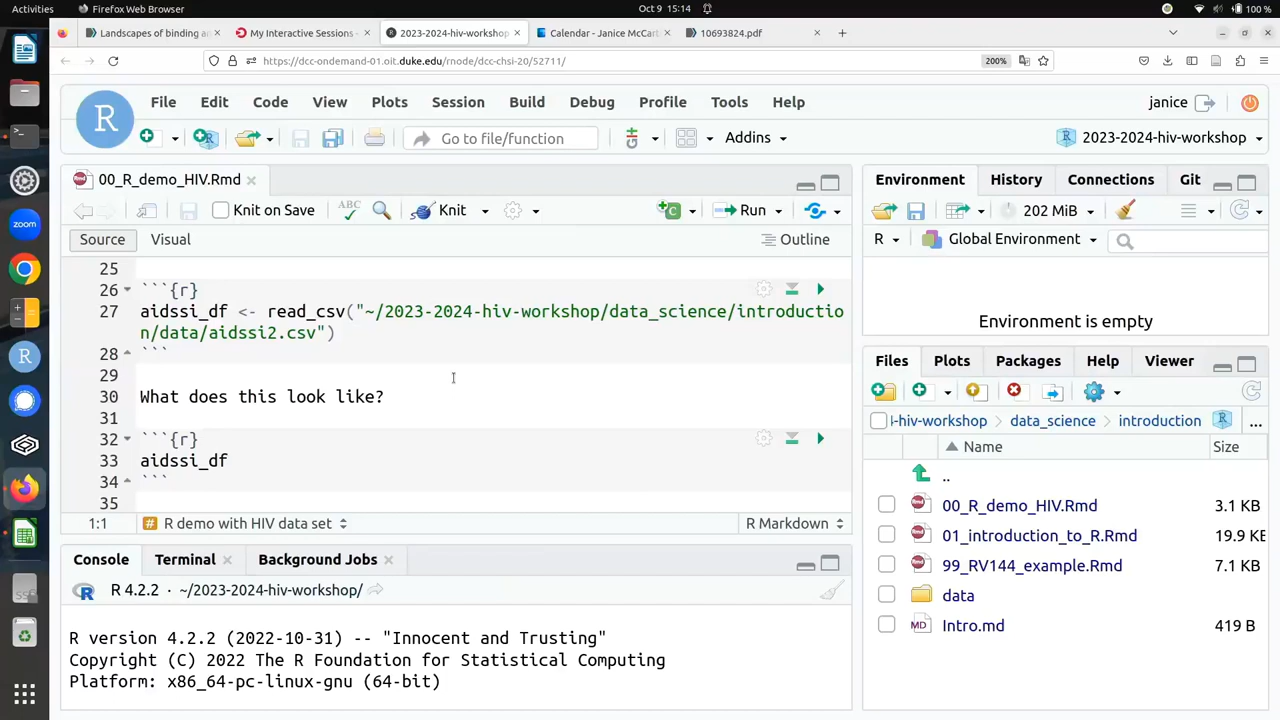 Activities Firefox Web Browser Oct 9 15:14 100 %
Landscapes of binding an My Interactive Sessions - 2023-2024-hiv-workshop Calendar - Janice McCart 10693824.pdf
https://dcc-ondemand-01.oit.duke.edu/rnode/dcc-chsi-20/52711/ 200%
R File Edit Code View Plots Session Build Debug Profile Tools Help janice
Go to file/function Addins 2023-2024-hiv-workshop
00_R_demo_HIV.Rmd
Knit on Save ABC Knit Run
Source Visual Outline
25
26 ```{r}
27 aidssi_df <- read_csv("~/2023-2024-hiv-workshop/data_science/introductio
n/data/aidssi2.csv")
28 ```
29
30 What does this look like?
31
32 ```{r}
33 aidssi_df
34 ```
35
1:1 # R demo with HIV data set R Markdown
Console Terminal Background Jobs
R 4.2.2 · ~/2023-2024-hiv-workshop/
R version 4.2.2 (2022-10-31) -- "Innocent and Trusting"
Copyright (C) 2022 The R Foundation for Statistical Computing
Platform: x86_64-pc-linux-gnu (64-bit)
Environment History Connections Git
202 MiB
R Global Environment
Environment is empty
Files Plots Packages Help Viewer
-hiv-workshop data_science introduction ...
Name Size
..
00_R_demo_HIV.Rmd 3.1 KB
01_introduction_to_R.Rmd 19.9 KB
99_RV144_example.Rmd 7.1 KB
data
Intro.md 419 B
zoom
R